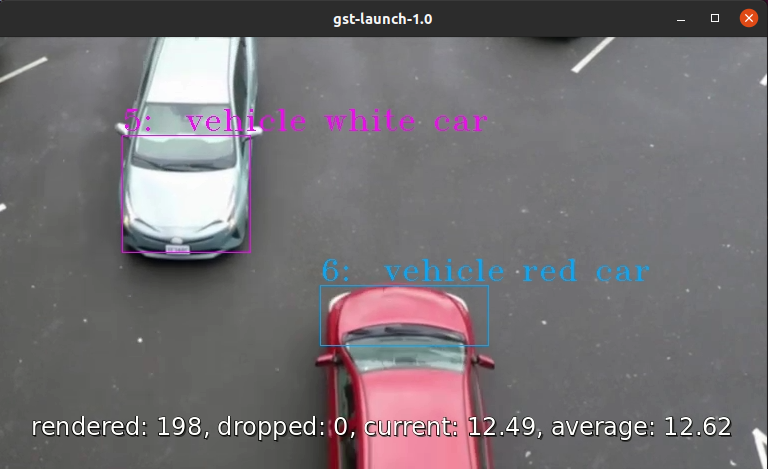 gst-launch-1.0
5: vehicle white car
6: vehicle red car
rendered: 198, dropped: 0, current: 12.49, average: 12.62